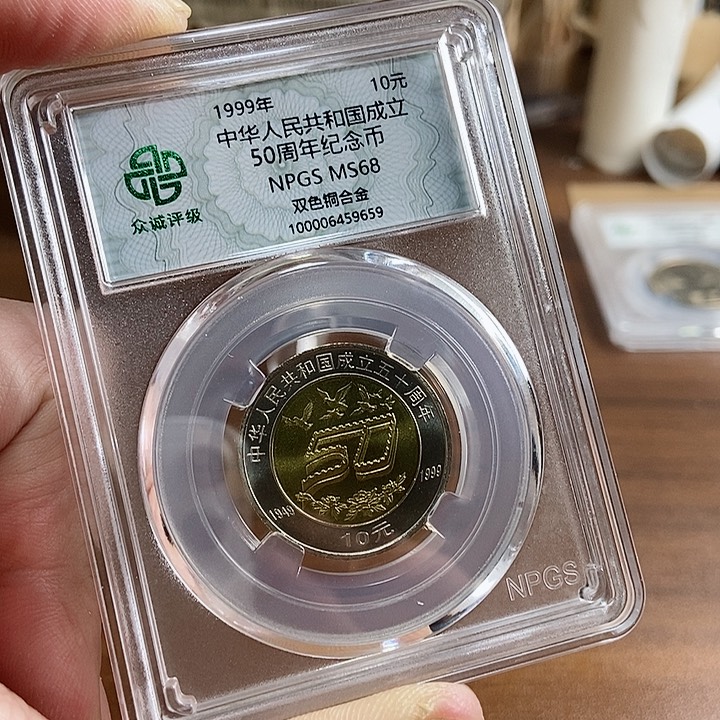 1999年 10元
中华人民共和国成立
50周年纪念币
NPGS MS68
双色铜合金
100006459659
众诚评级
中华人民共和国成立五十周年
50
1949 1999
10元
NPGS